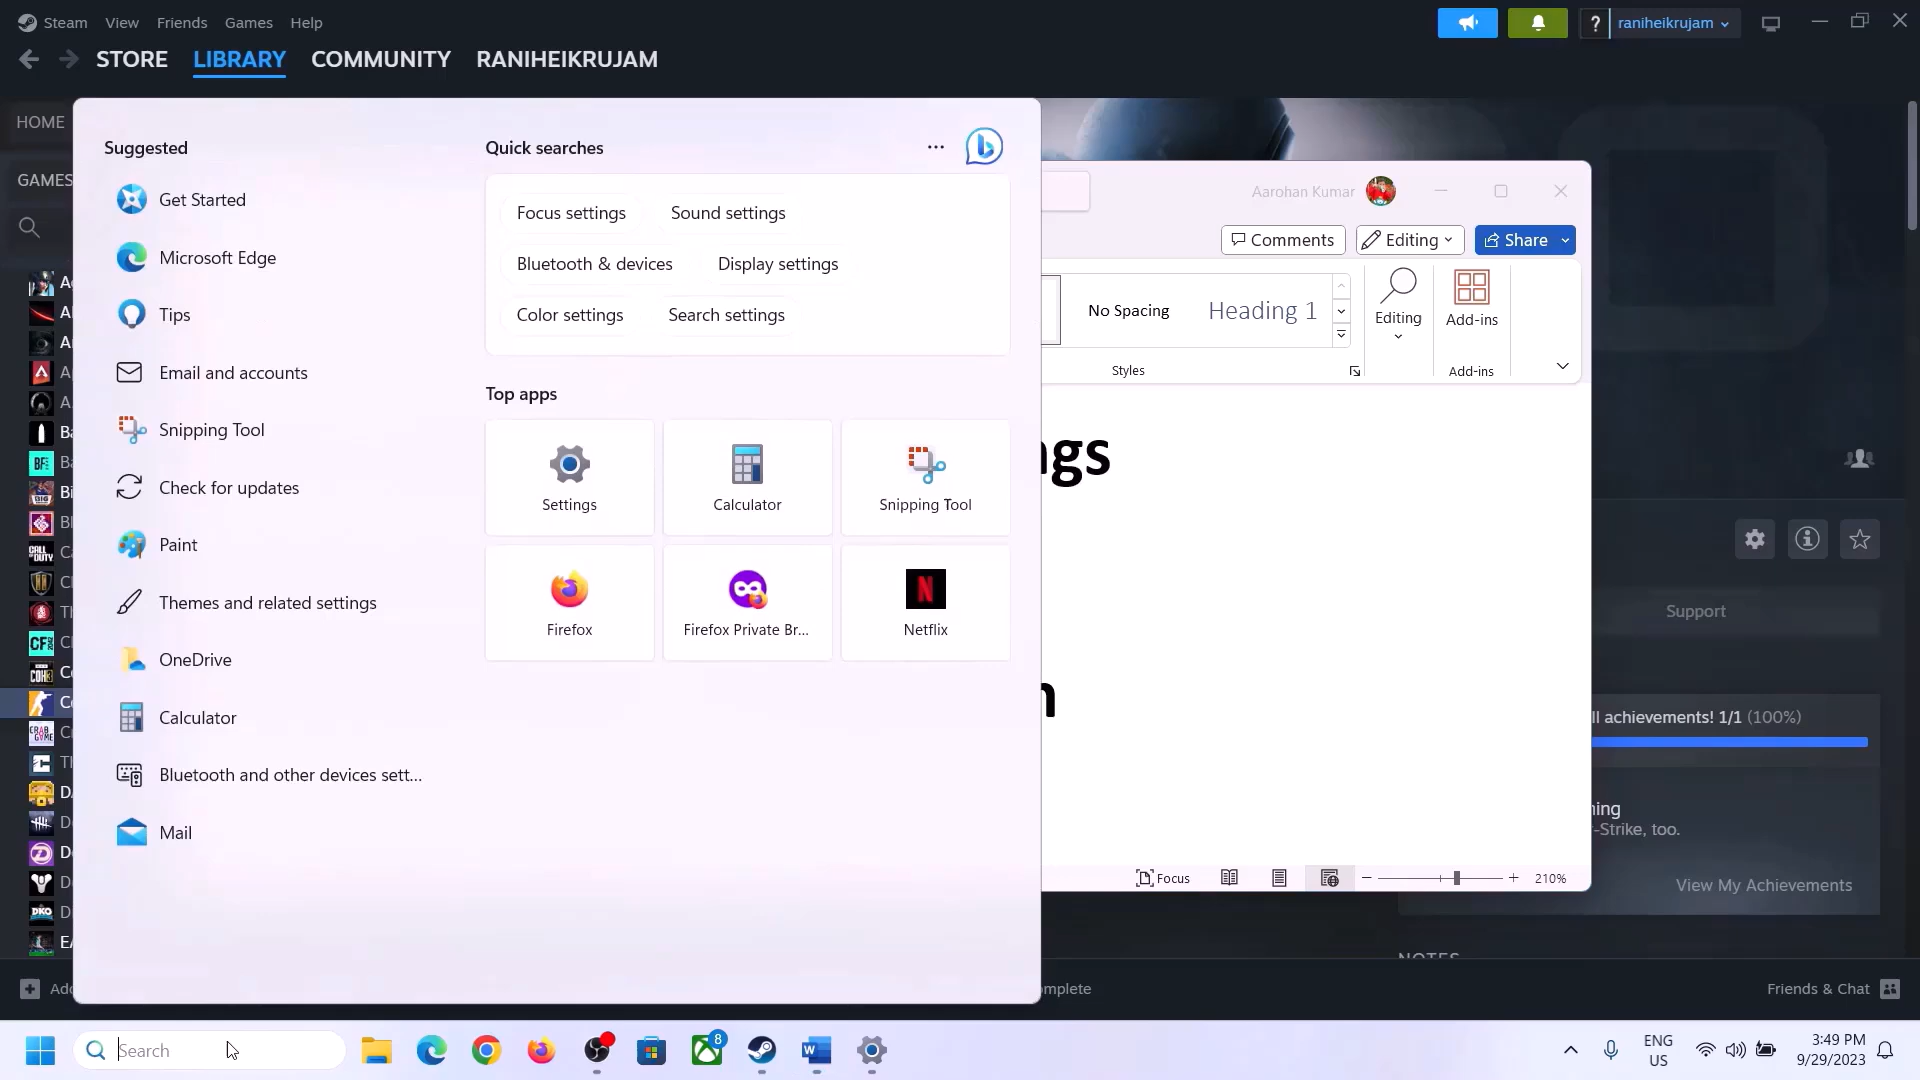 Steam View Friends Games Help
? raniheikrujam
STORE LIBRARY COMMUNITY RANIHEIKRUJAM
HOME
GAMES
Suggested
Get Started
Microsoft Edge
Tips
Email and accounts
Snipping Tool
Check for updates
Paint
Themes and related settings
OneDrive
Calculator
Bluetooth and other devices sett...
Mail
Quick searches
Focus settings Sound settings
Bluetooth & devices Display settings
Color settings Search settings
Top apps
Settings Calculator Snipping Tool
Firefox Firefox Private Br... Netflix
Aarohan Kumar
Comments Editing Share
No Spacing Heading 1
Editing Add-ins
Styles Add-ins
ngs
n
Focus 210%
Support
ll achievements! 1/1 (100%)
-Strike, too.
View My Achievements
NOTES
mplete
Friends & Chat
Search
8
ENG
US
3:49 PM
9/29/2023